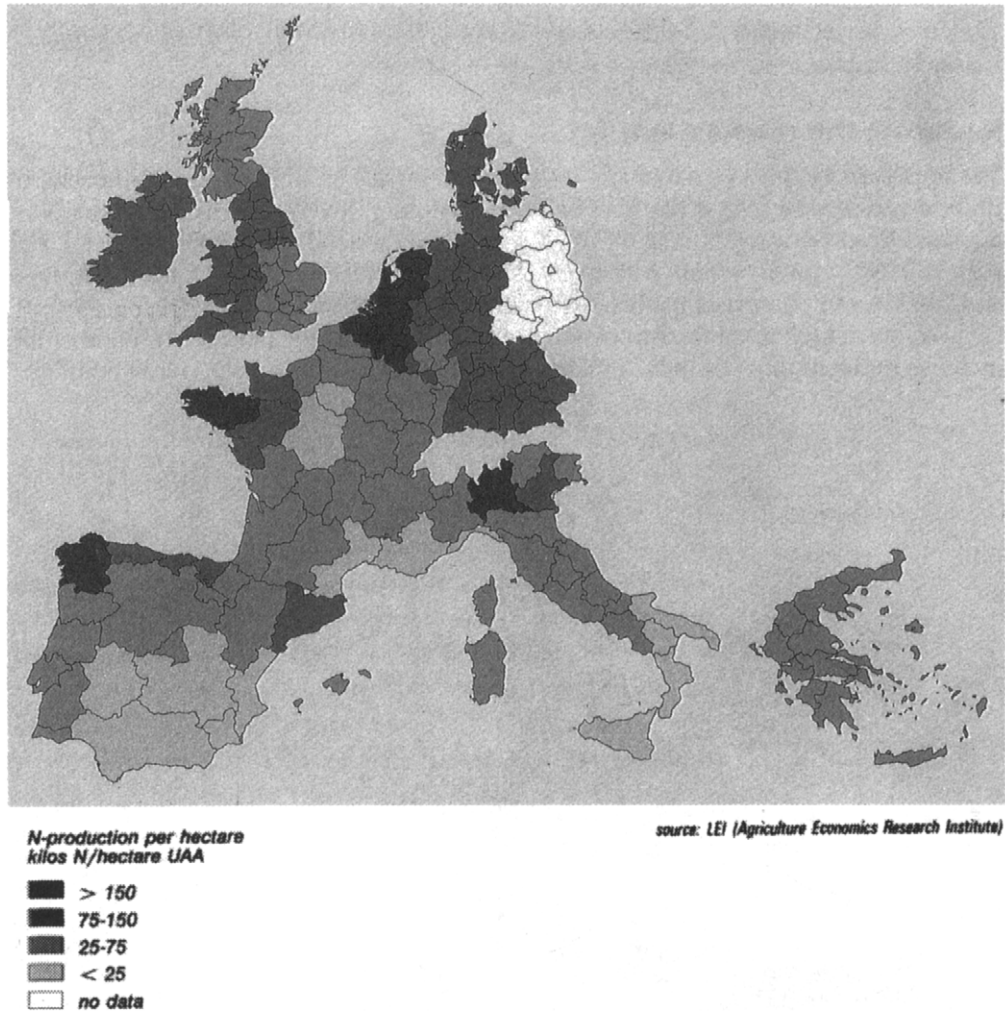 N-production per hectare
kilos N/hectare UAA
source: LEI (Agriculture Economics Research Institute)
> 150
75-150
25-75
< 25
no data